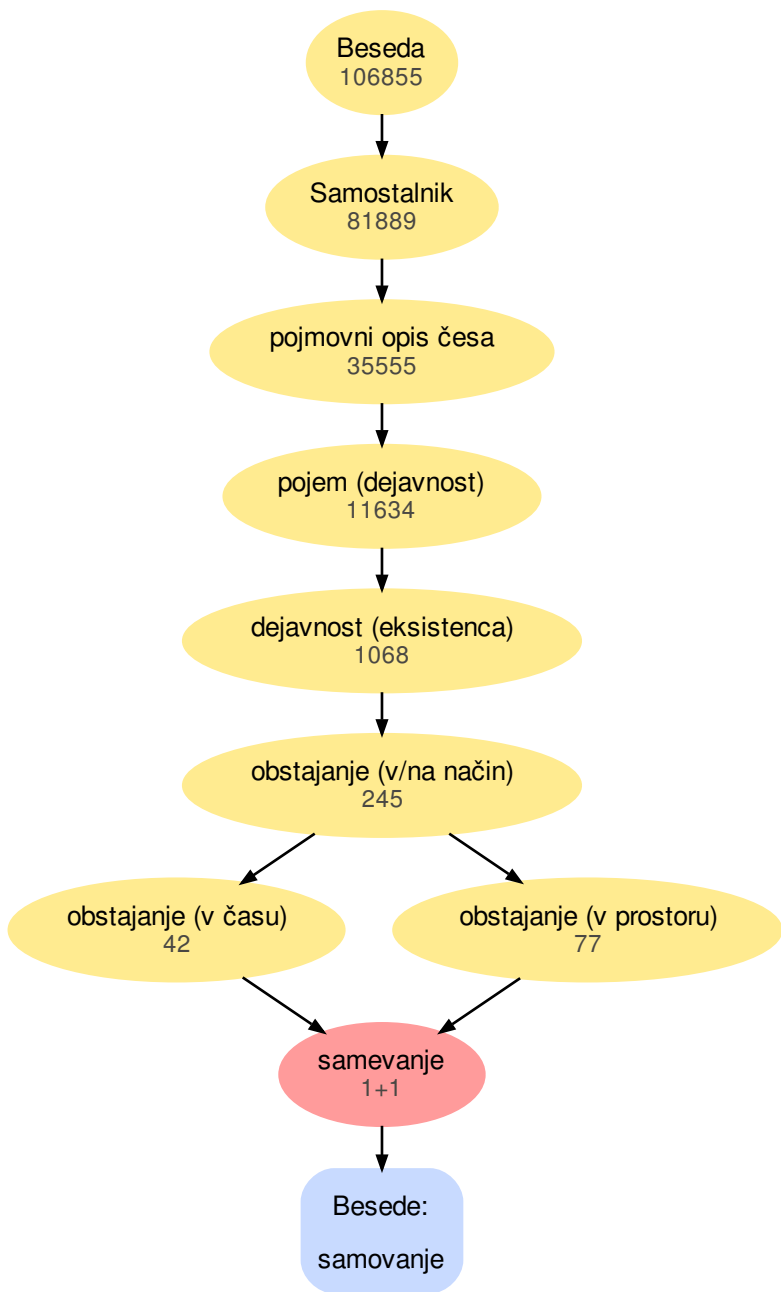 Beseda
106855
Samostalnik
81889
pojmovni opis česa
35555
pojem (dejavnost)
11634
dejavnost (eksistenca)
1068
obstajanje (v/na način)
245
obstajanje (v času)
42
obstajanje (v prostoru)
77
samevanje
1+1
Besede:
samovanje